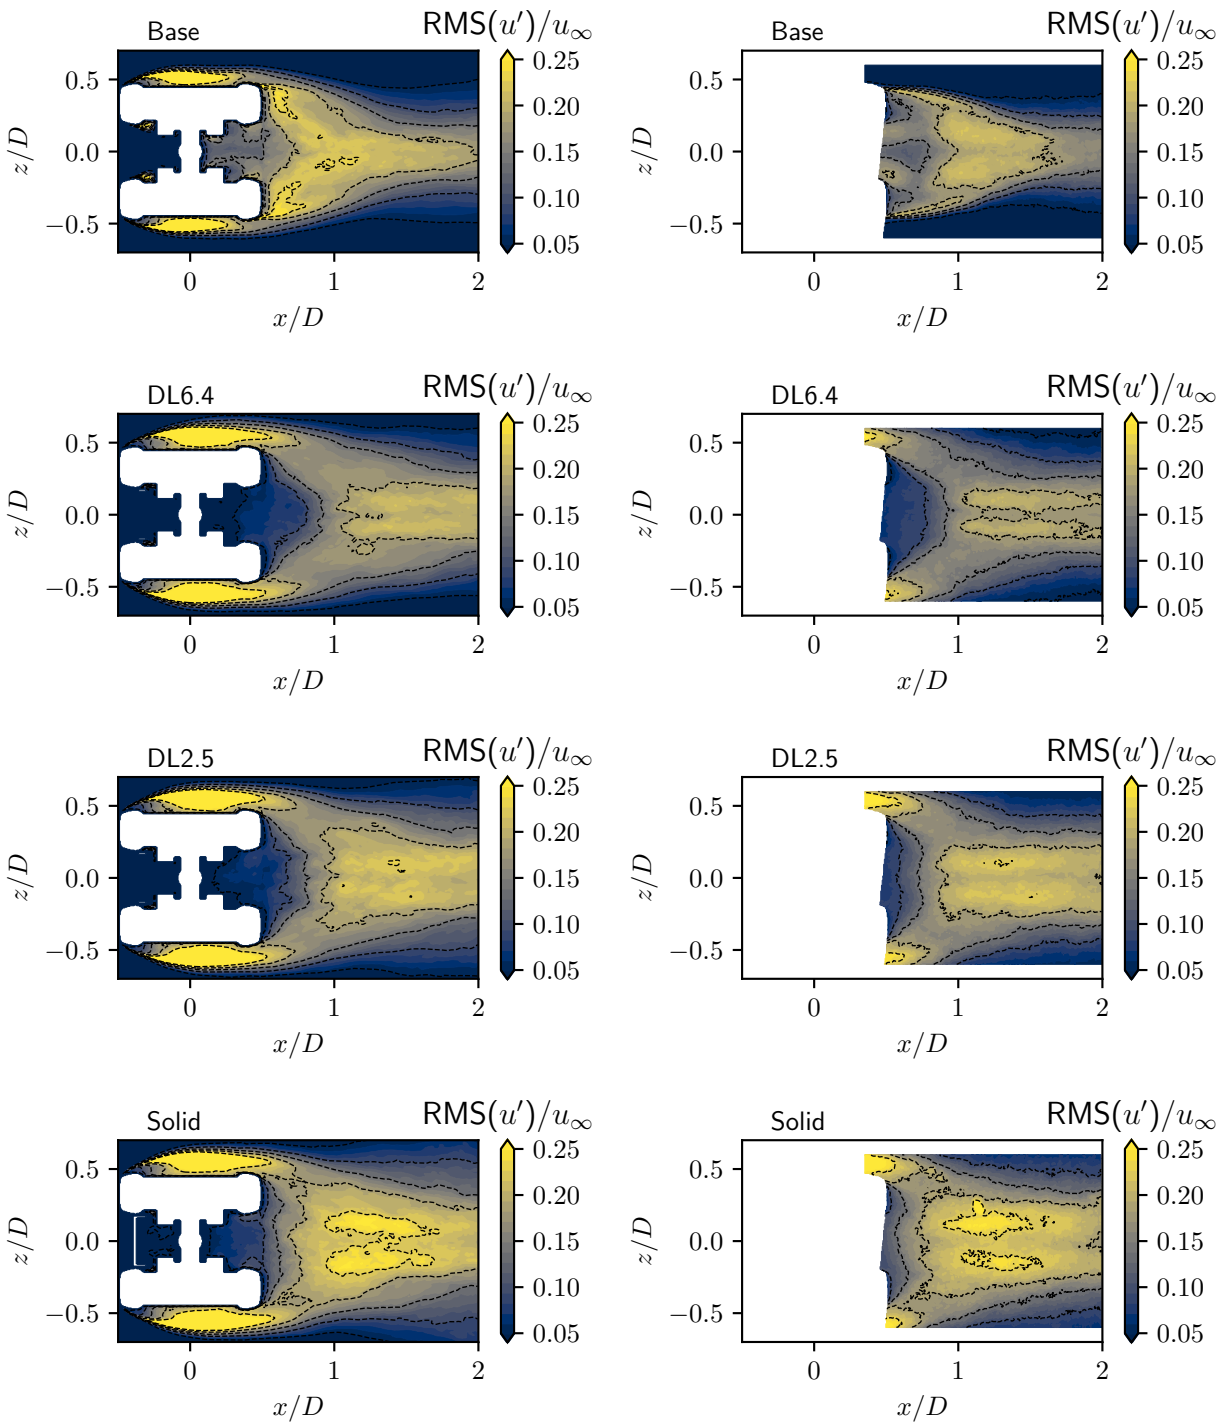 Base RMS(u′)/u∞ Base RMS(u′)/u∞
0.5 0.25 0.5 0.25
0.20 0.20
z/D 0.0 0.15 z/D 0.0 0.15
0.10 0.10
−0.5 0.05 −0.5 0.05
0 1 2 0 1 2
x/D x/D
DL6.4 RMS(u′)/u∞ DL6.4 RMS(u′)/u∞
0.5 0.25 0.5 0.25
0.20 0.20
z/D 0.0 0.15 z/D 0.0 0.15
0.10 0.10
−0.5 0.05 −0.5 0.05
0 1 2 0 1 2
x/D x/D
DL2.5 RMS(u′)/u∞ DL2.5 RMS(u′)/u∞
0.5 0.25 0.5 0.25
0.20 0.20
z/D 0.0 0.15 z/D 0.0 0.15
0.10 0.10
−0.5 0.05 −0.5 0.05
0 1 2 0 1 2
x/D x/D
Solid RMS(u′)/u∞ Solid RMS(u′)/u∞
0.5 0.25 0.5 0.25
0.20 0.20
z/D 0.0 0.15 z/D 0.0 0.15
0.10 0.10
−0.5 0.05 −0.5 0.05
0 1 2 0 1 2
x/D x/D